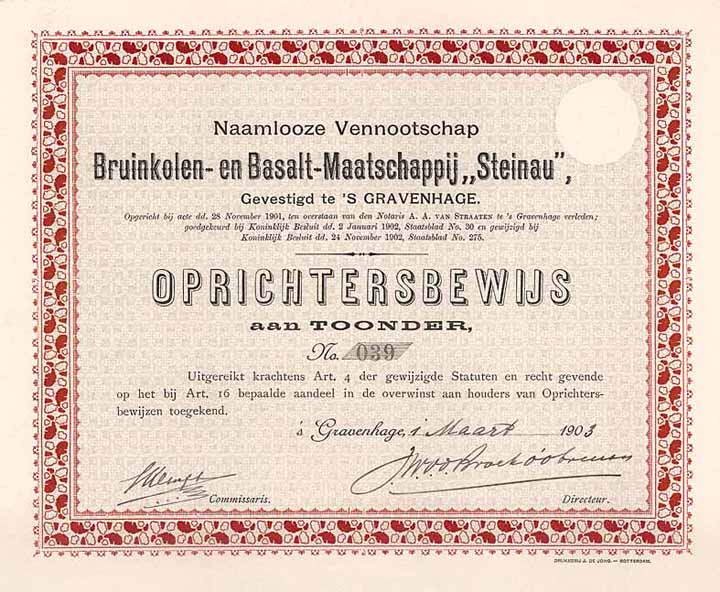 Naamlooze Vennootschap
Bruinkolen- en Basalt-Maatschappij „Steinau",
Gevestigd te 'S GRAVENHAGE.
Opgericht bij acte dd. 28 November 1901, ten overstaan van den Notaris A. A. VAN STRAATEN te 's Gravenhage verleden;
goedgekeurd bij Koninklijk Besluit dd. 2 Januari 1902, Staatsblad No. 30 en gewijzigd bij
Koninklijk Besluit dd. 24 November 1902, Staatsblad No. 275.
OPRICHTERSBEWIJS
aan TOONDER,
No. 039
Uitgereikt krachtens Art. 4 der gewijzigde Statuten en recht gevende
op het bij Art. 16 bepaalde aandeel in de overwinst aan houders van Oprichters-
bewijzen toegekend.
's Gravenhage, 1 Maart 1903
Commissaris.
Directeur.
DRUKKERIJ J. DE JONG. — ROTTERDAM.